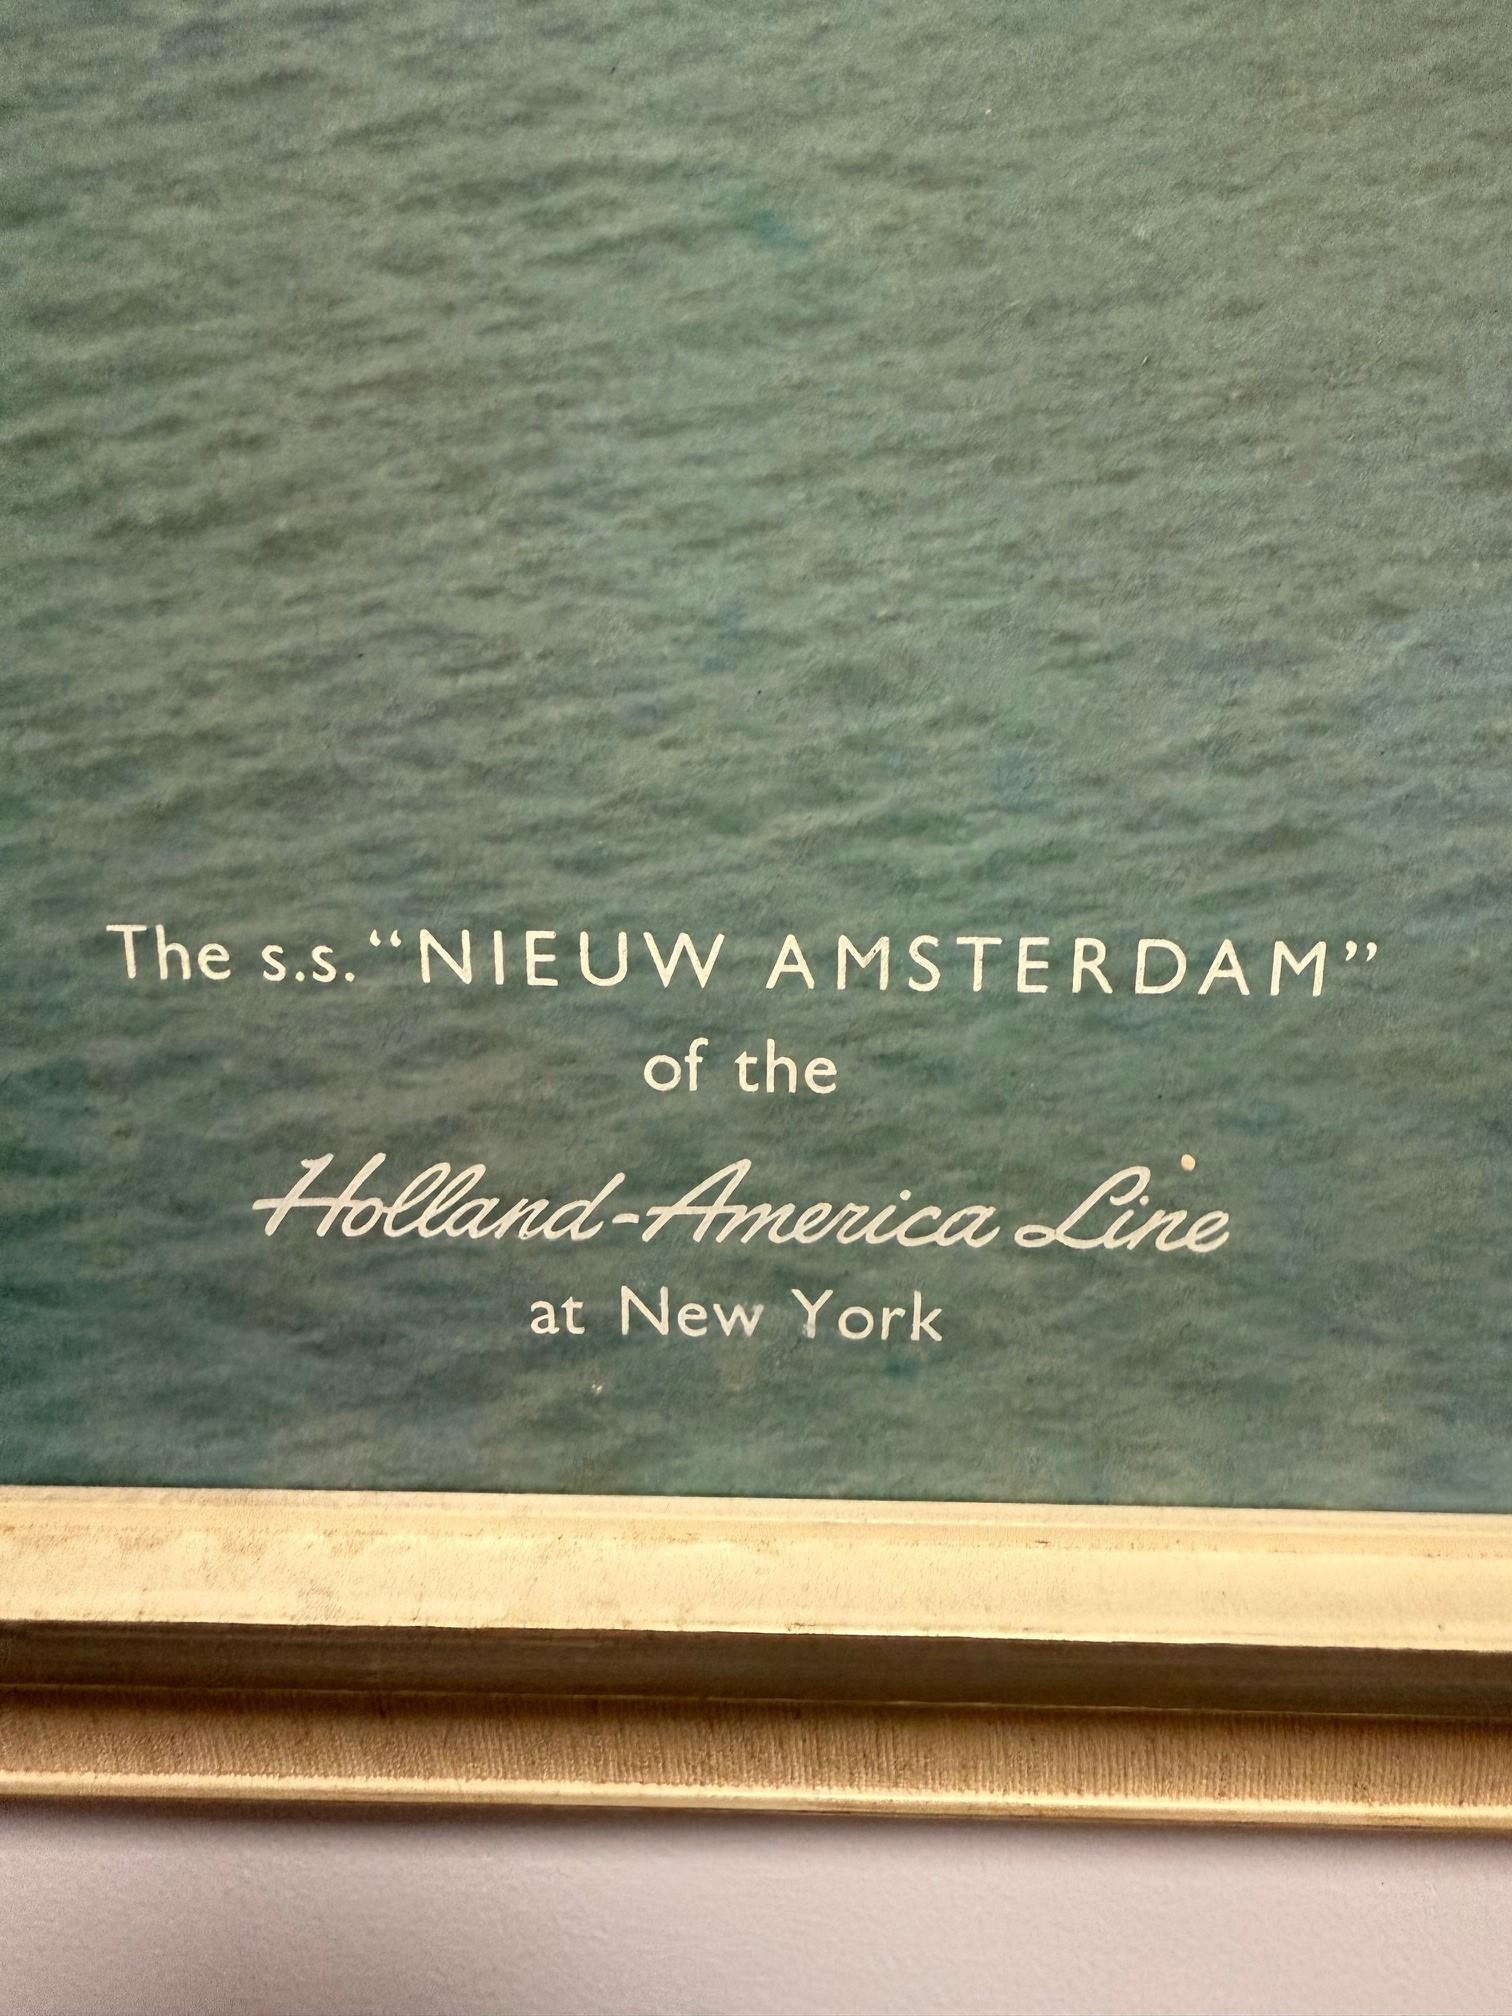 The s.s. “NIEUW AMSTERDAM”
of the
Holland-America Line
at New York